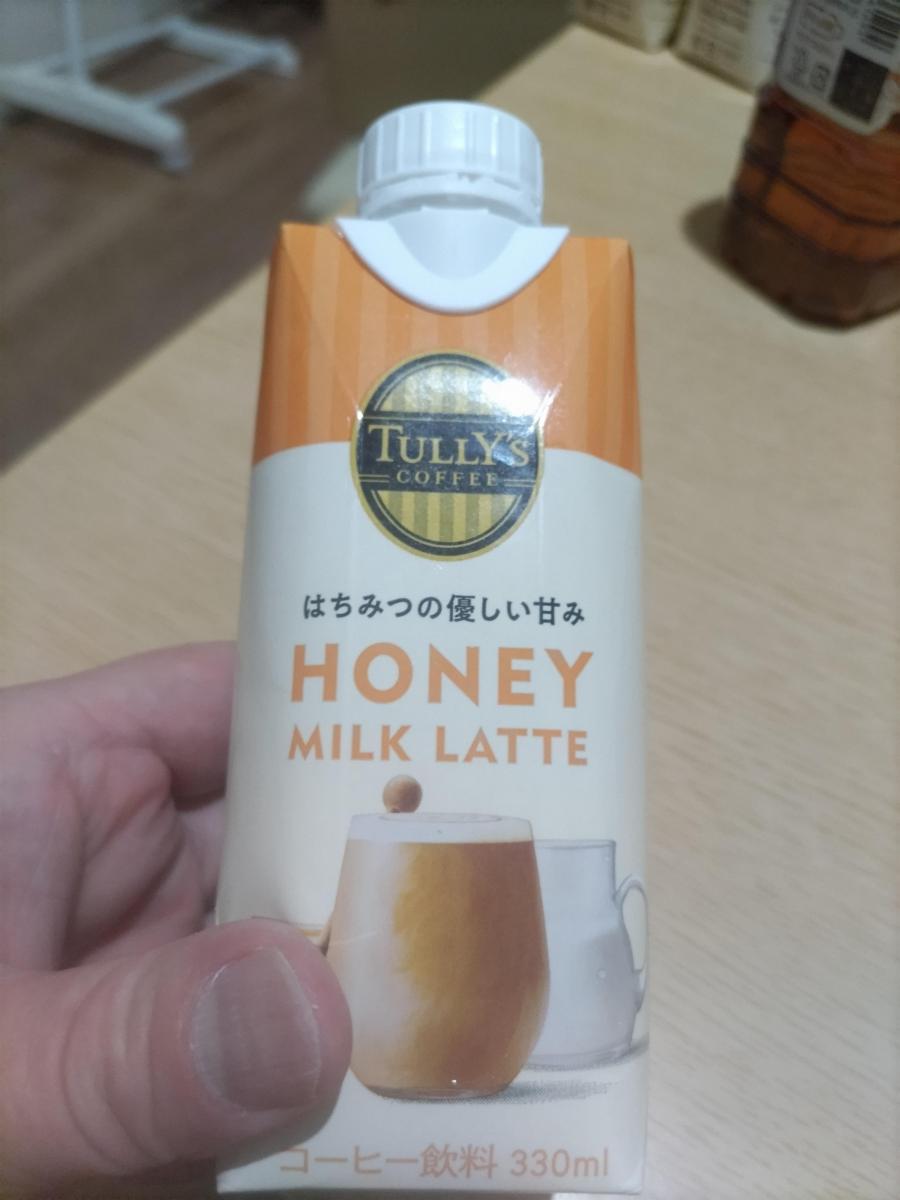 TULLY'S
COFFEE
はちみつの優しい甘み
HONEY
MILK LATTE
コーヒー飲料 330ml